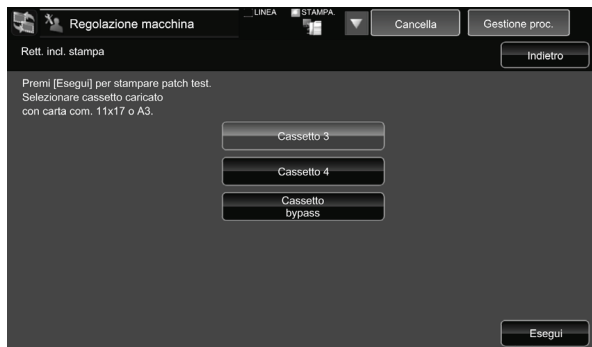 Regolazione macchina
LINEA
STAMPA.
Cancella
Gestione proc.
Rett. incl. stampa
Indietro
Premi [Esegui] per stampare patch test.
Selezionare cassetto caricato
con carta com. 11x17 o A3.
Cassetto 3
Cassetto 4
Cassetto
bypass
Esegui